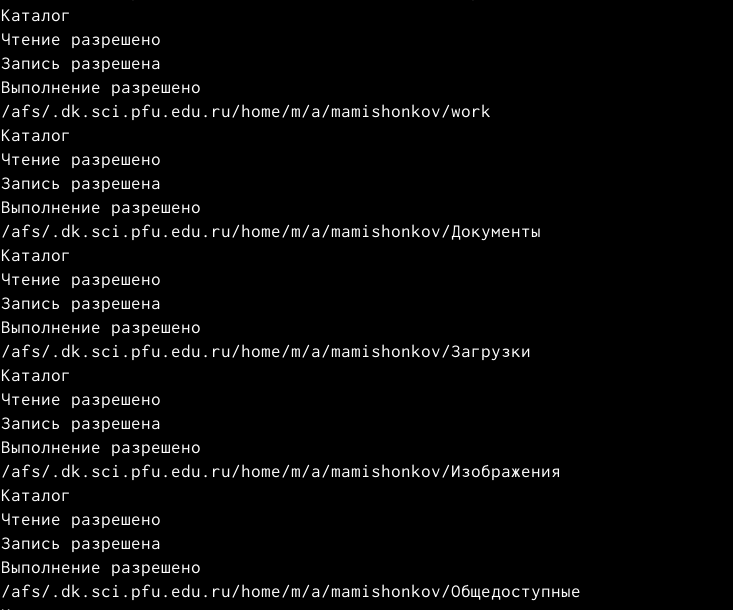 Каталог
Чтение разрешено
Запись разрешена
Выполнение разрешено
/afs/.dk.sci.pfu.edu.ru/home/m/a/mamishonkov/work
Каталог
Чтение разрешено
Запись разрешена
Выполнение разрешено
/afs/.dk.sci.pfu.edu.ru/home/m/a/mamishonkov/Документы
Каталог
Чтение разрешено
Запись разрешена
Выполнение разрешено
/afs/.dk.sci.pfu.edu.ru/home/m/a/mamishonkov/Загрузки
Каталог
Чтение разрешено
Запись разрешена
Выполнение разрешено
/afs/.dk.sci.pfu.edu.ru/home/m/a/mamishonkov/Изображения
Каталог
Чтение разрешено
Запись разрешена
Выполнение разрешено
/afs/.dk.sci.pfu.edu.ru/home/m/a/mamishonkov/Общедоступные